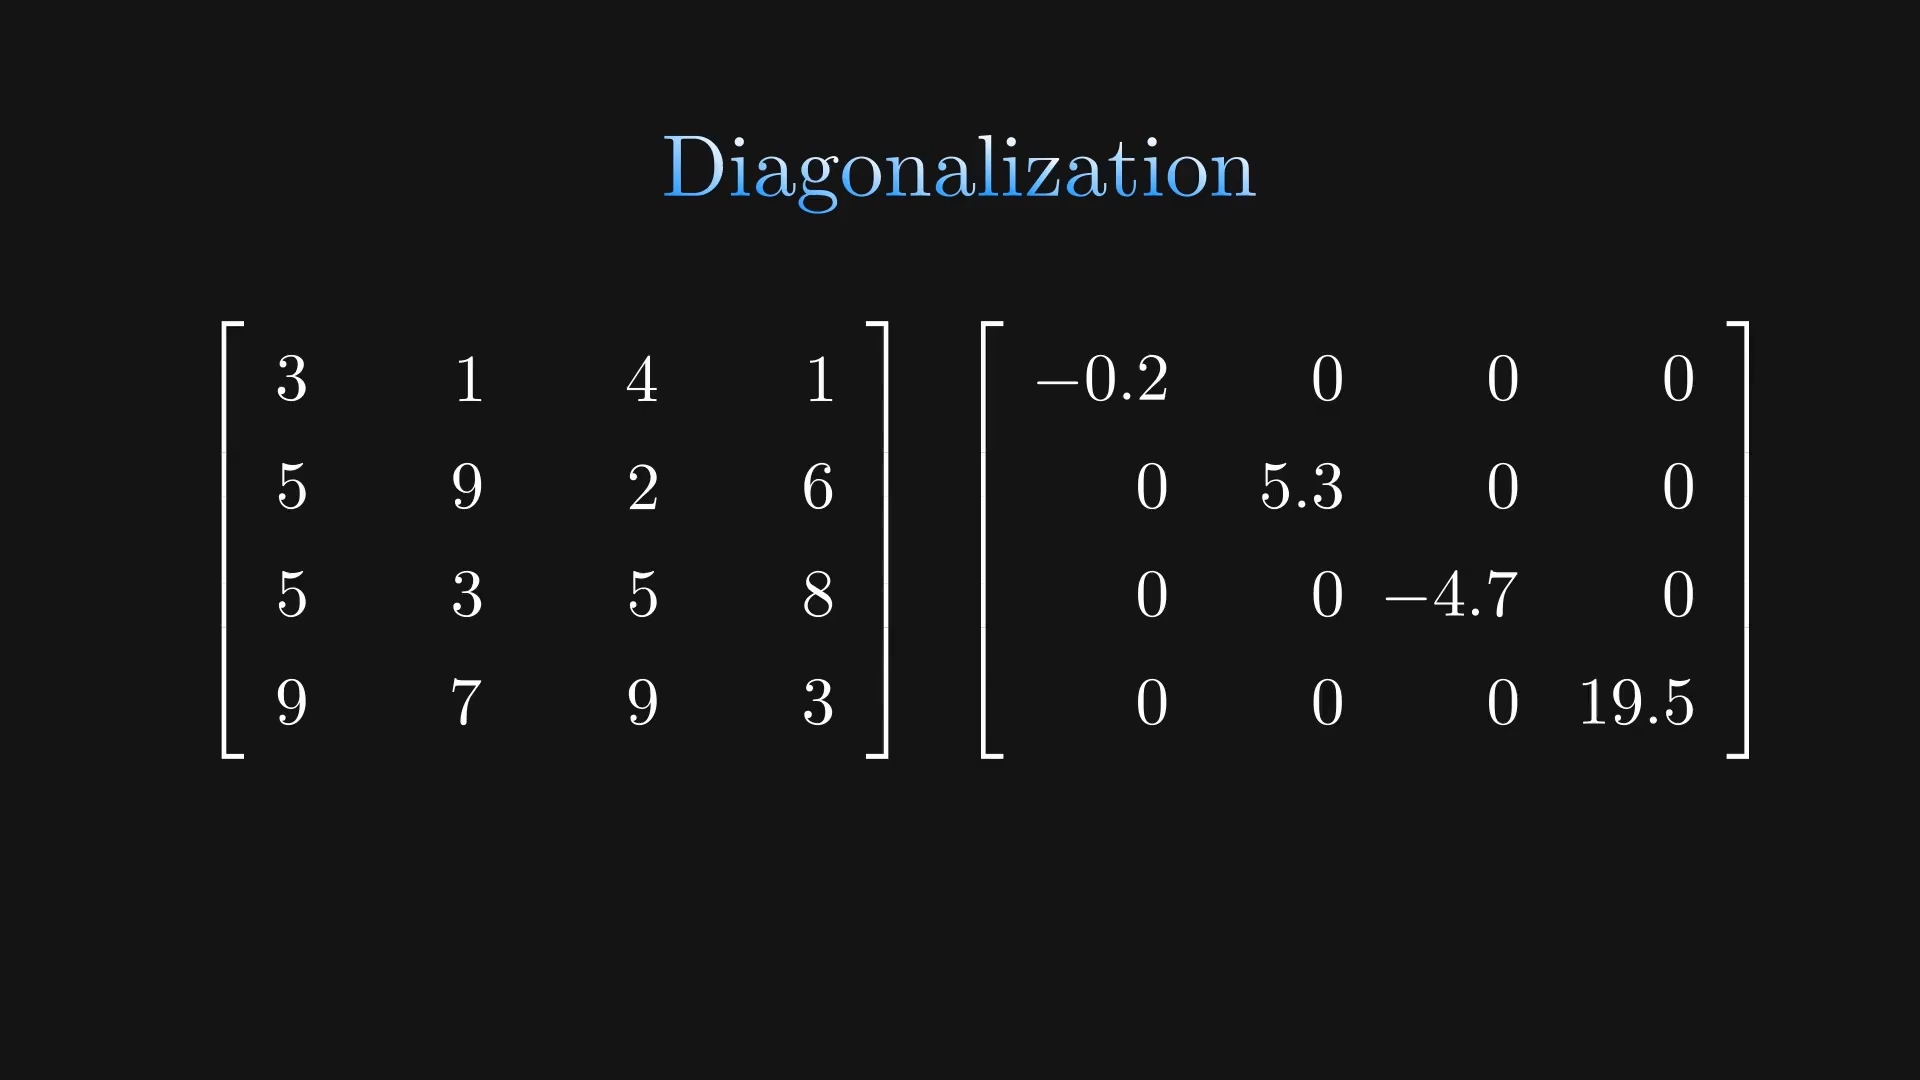 Diagonalization
3 1 4 1 −0.2 0 0 0
5 9 2 6 0 5.3 0 0
5 3 5 8 0 0 −4.7 0
9 7 9 3 0 0 0 19.5